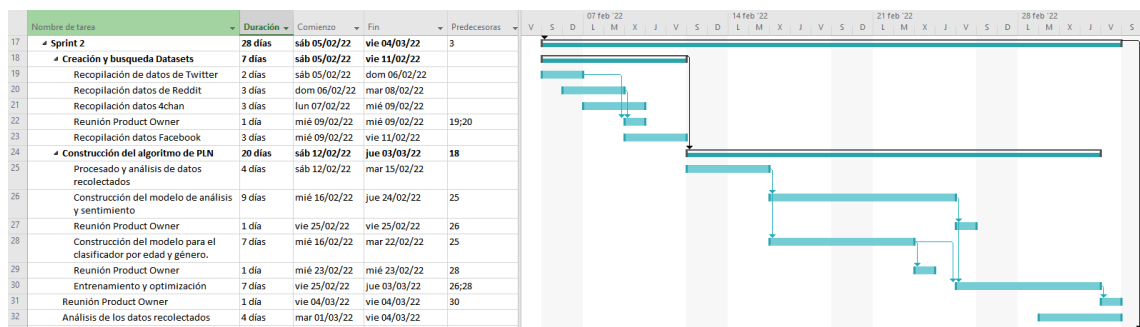 07 feb '22 14 feb '22 21 feb '22 28 feb '22
Nombre de tarea Duración Comienzo Fin Predecesoras V S D L M X J V S D L M X J V S D L M X J V S D L M X J V S
17 Sprint 2 28 días sáb 05/02/22 vie 04/03/22 3
18 Creación y busqueda Datasets 7 días sáb 05/02/22 vie 11/02/22
19 Recopilación de datos de Twitter 2 días sáb 05/02/22 dom 06/02/22
20 Recopilación datos de Reddit 3 días dom 06/02/22 mar 08/02/22
21 Recopilación datos 4chan 3 días lun 07/02/22 mié 09/02/22
22 Reunión Product Owner 1 día mié 09/02/22 mié 09/02/22 19;20
23 Recopilación datos Facebook 3 días mié 09/02/22 vie 11/02/22
24 Construcción del algoritmo de PLN 20 días sáb 12/02/22 jue 03/03/22 18
25 Procesado y análisis de datos 4 días sáb 12/02/22 mar 15/02/22
recolectados
26 Construcción del modelo de análisis 9 días mié 16/02/22 jue 24/02/22 25
y sentimiento
27 Reunión Product Owner 1 día vie 25/02/22 vie 25/02/22 26
28 Construcción del modelo para el 7 días mié 16/02/22 mar 22/02/22 25
clasificador por edad y género.
29 Reunión Product Owner 1 día mié 23/02/22 mié 23/02/22 28
30 Entrenamiento y optimización 7 días vie 25/02/22 jue 03/03/22 26;28
31 Reunión Product Owner 1 día vie 04/03/22 vie 04/03/22 30
32 Análisis de los datos recolectados 4 días mar 01/03/22 vie 04/03/22